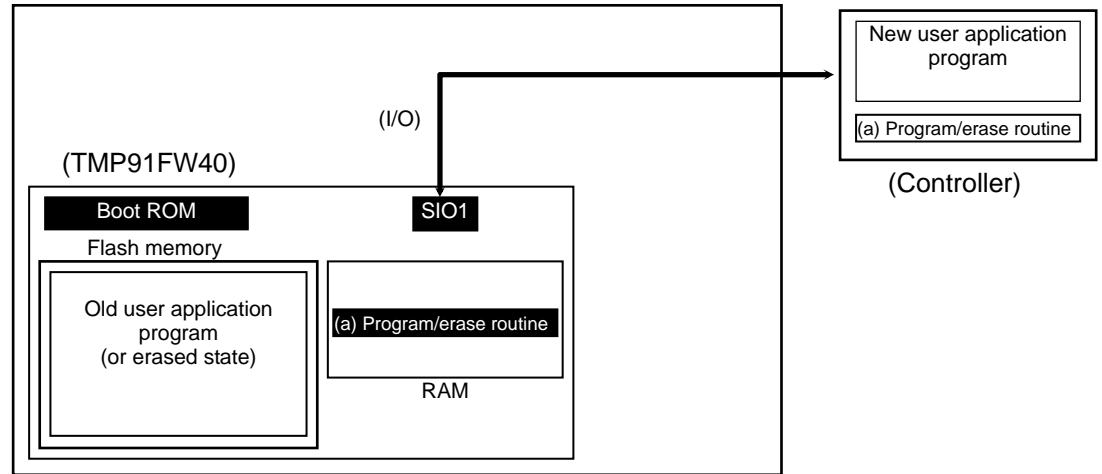 New user application
program
(a) Program/erase routine
(Controller)
(I/O)
(TMP91FW40)
Boot ROM
SIO1
Flash memory
Old user application
program
(or erased state)
(a) Program/erase routine
RAM